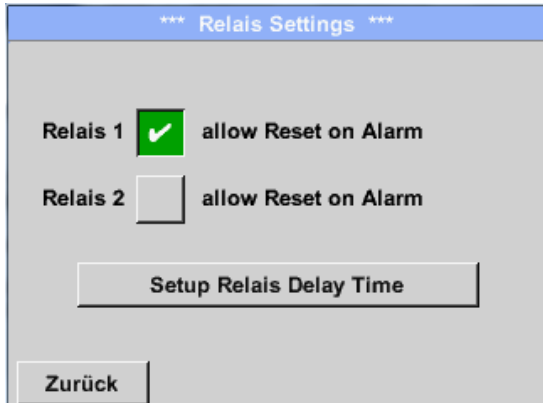 *** Relais Settings ***
Relais 1 ✔ allow Reset on Alarm
Relais 2 allow Reset on Alarm
Setup Relais Delay Time
Zurück